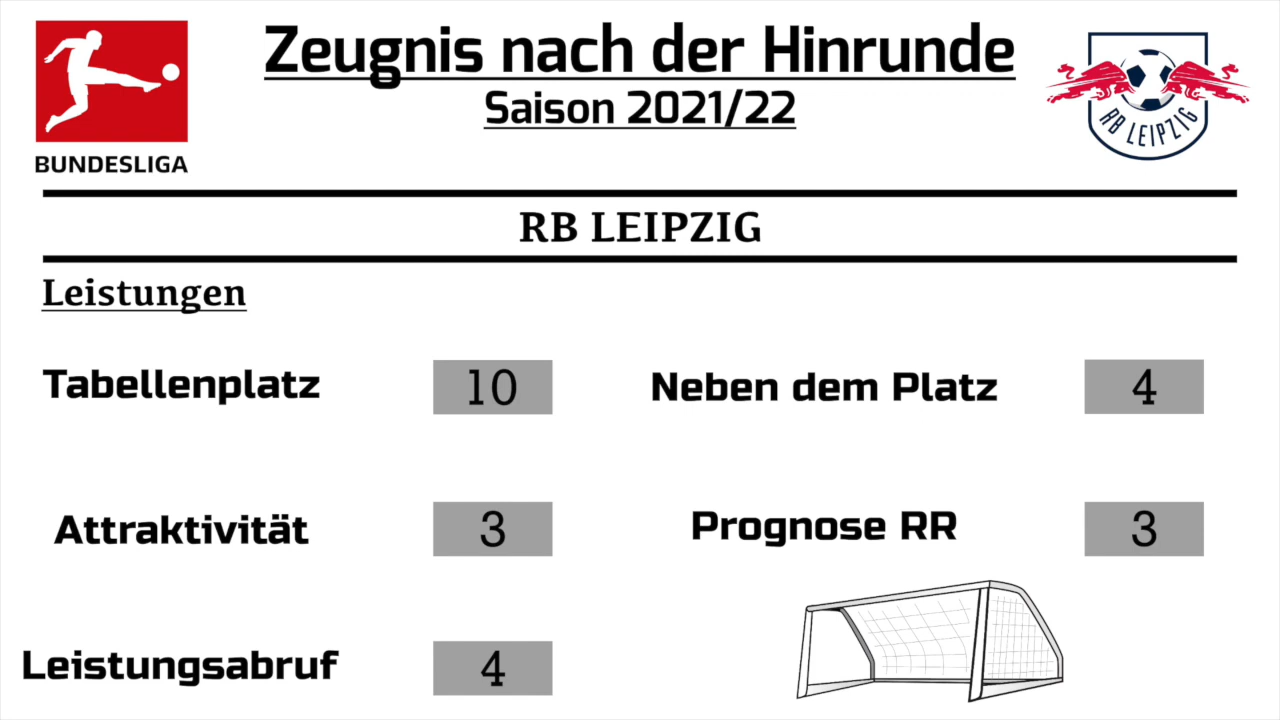 Zeugnis nach der Hinrunde
Saison 2021/22
BUNDESLIGA
RB LEIPZIG
RB LEIPZIG
Leistungen
Tabellenplatz 10
Neben dem Platz 4
Attraktivität 3
Prognose RR 3
Leistungsabruf 4